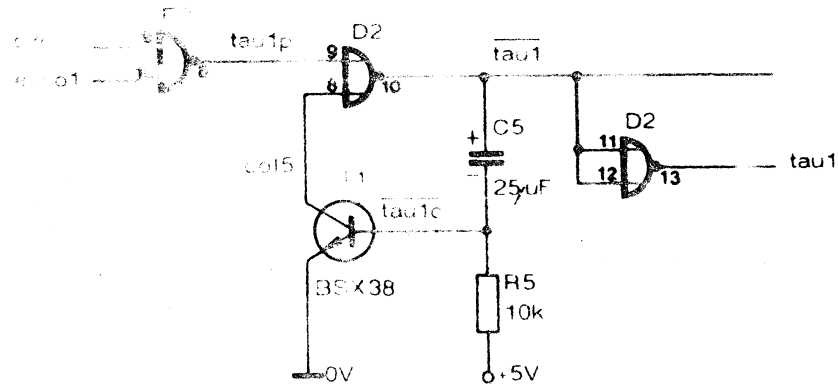 tau1p
D2
9
8
10
tau1
C5
+
25µF
D2
11
12
13
tau1
col5
tau1c
BSX38
R5
10k
0V
+5V